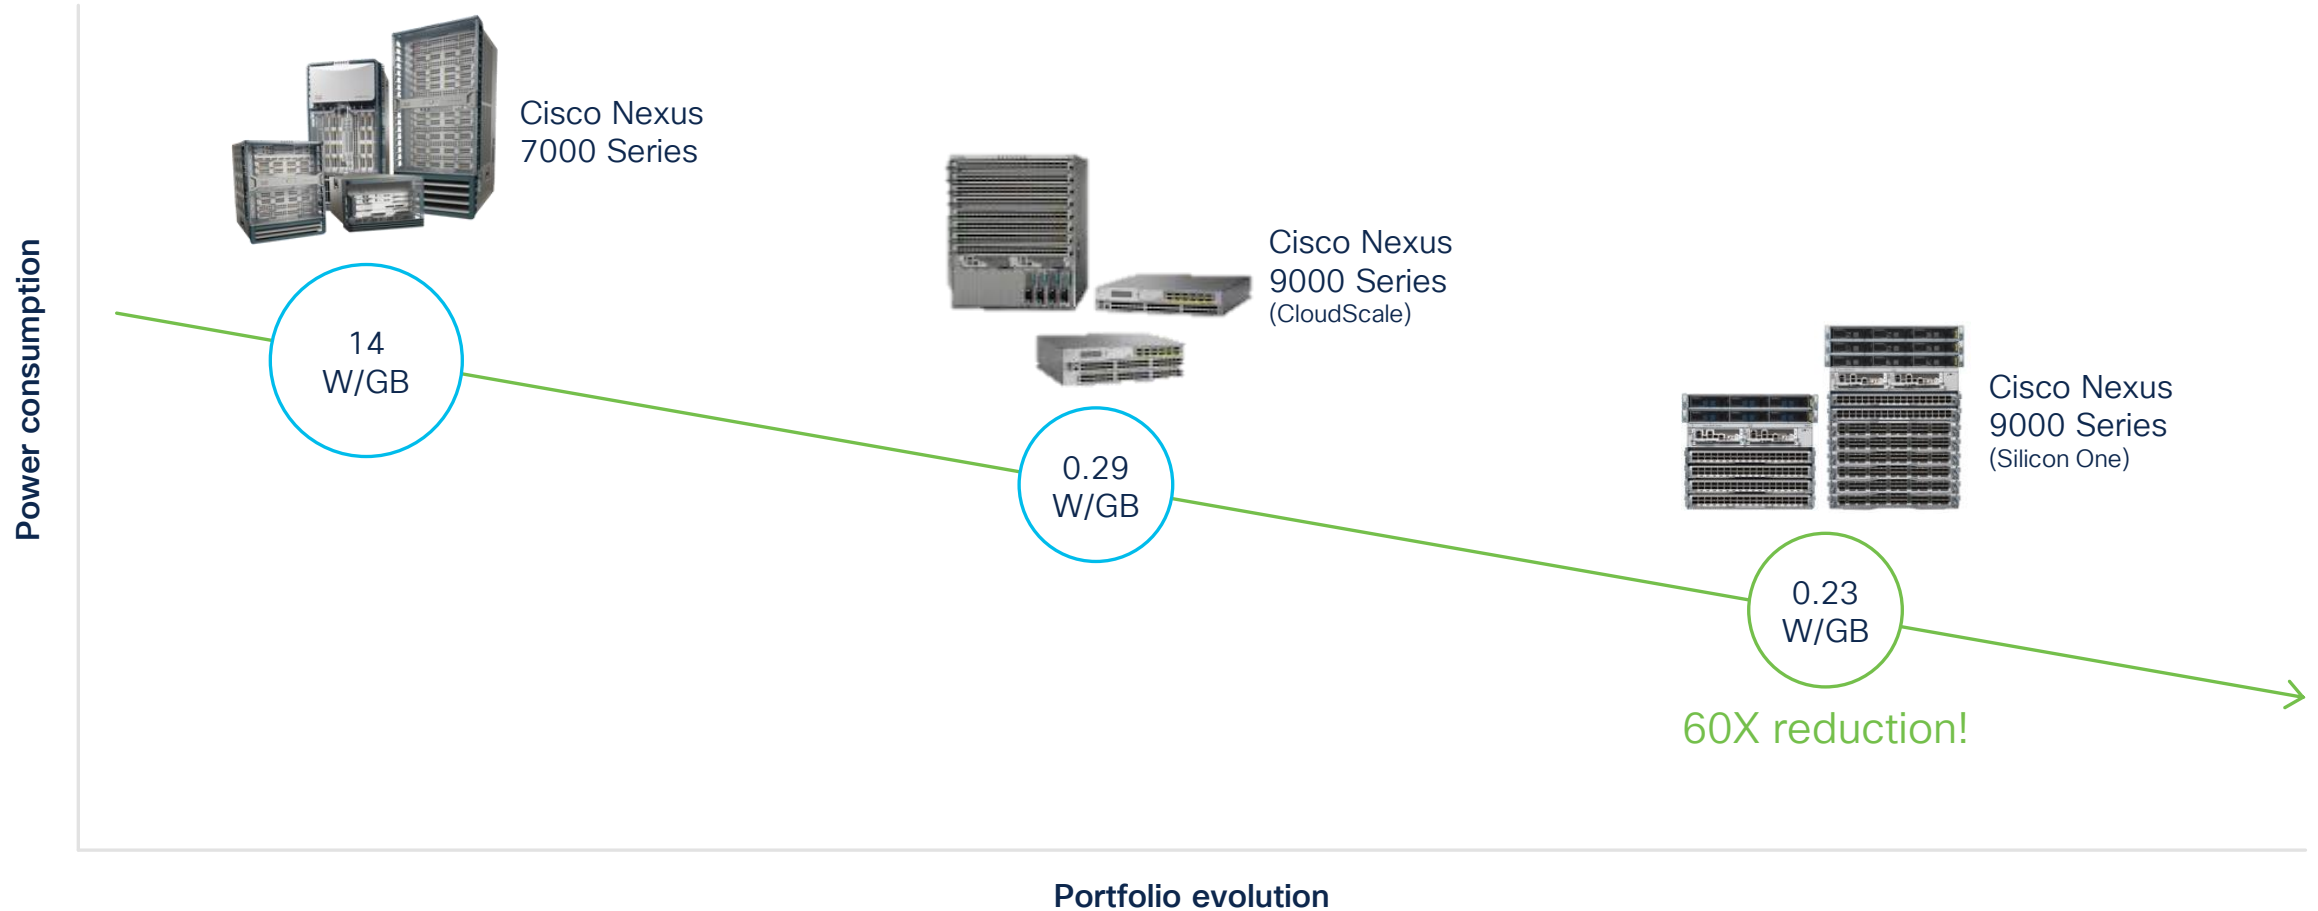 Cisco Nexus
7000 Series
Cisco Nexus
9000 Series
(CloudScale)
Cisco Nexus
9000 Series
(Silicon One)
14
W/GB
0.29
W/GB
0.23
W/GB
60X reduction!
Power consumption
Portfolio evolution